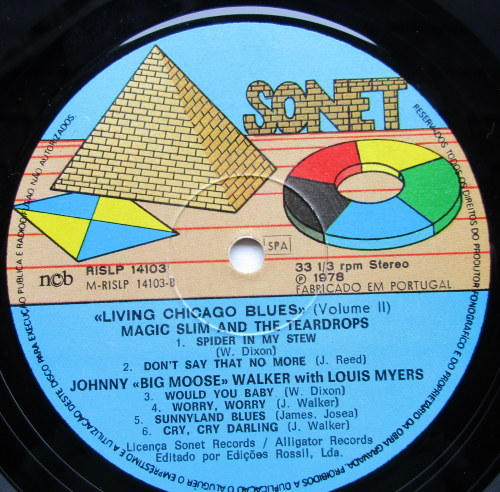 SONET
ncb
RISLP 14103
M-RISLP 14103-B
SPA
33 1/3 rpm Stereo
℗ 1978
FABRICADO EM PORTUGAL
«LIVING CHICAGO BLUES» (Volume II)
MAGIC SLIM AND THE TEARDROPS
1. SPIDER IN MY STEW
(W. Dixon)
2. DON'T SAY THAT NO MORE (J. Reed)
JOHNNY «BIG MOOSE» WALKER with LOUIS MYERS
3. WOULD YOU BABY (W. Dixon)
4. WORRY, WORRY (J. Walker)
5. SUNNYLAND BLUES (James, Josea)
6. CRY, CRY DARLING (J. Walker)
Licença Sonet Records / Alligator Records
Editado por Edições Rossil, Lda.
RESERVADOS TODOS OS DIREITOS DO PRODUTOR FONOGRÁFICO E DO PROPRIETÁRIO DA OBRA GRAVADA. PROIBIDOS A DUPLICAÇÃO O ALUGUER O EMPRÉSTIMO E A UTILIZAÇÃO DESTE DISCO PARA EXECUÇÃO PÚBLICA E RADIODIFUSÃO NÃO AUTORIZADOS.